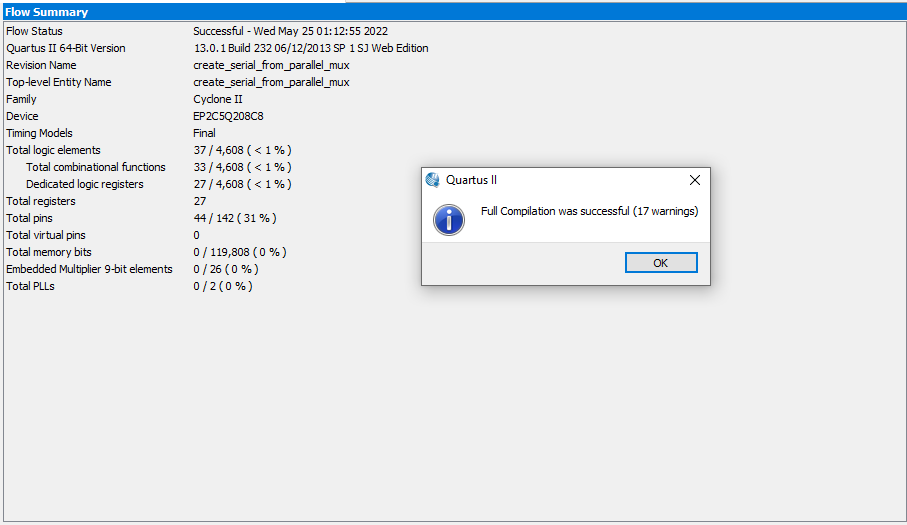 Flow Summary
Flow Status Successful - Wed May 25 01:12:55 2022
Quartus II 64-Bit Version 13.0.1 Build 232 06/12/2013 SP 1 SJ Web Edition
Revision Name create_serial_from_parallel_mux
Top-level Entity Name create_serial_from_parallel_mux
Family Cyclone II
Device EP2C5Q208C8
Timing Models Final
Total logic elements 37 / 4,608 ( < 1 % )
Total combinational functions 33 / 4,608 ( < 1 % )
Dedicated logic registers 27 / 4,608 ( < 1 % )
Total registers 27
Total pins 44 / 142 ( 31 % )
Total virtual pins 0
Total memory bits 0 / 119,808 ( 0 % )
Embedded Multiplier 9-bit elements 0 / 26 ( 0 % )
Total PLLs 0 / 2 ( 0 % )
Quartus II
Full Compilation was successful (17 warnings)
OK